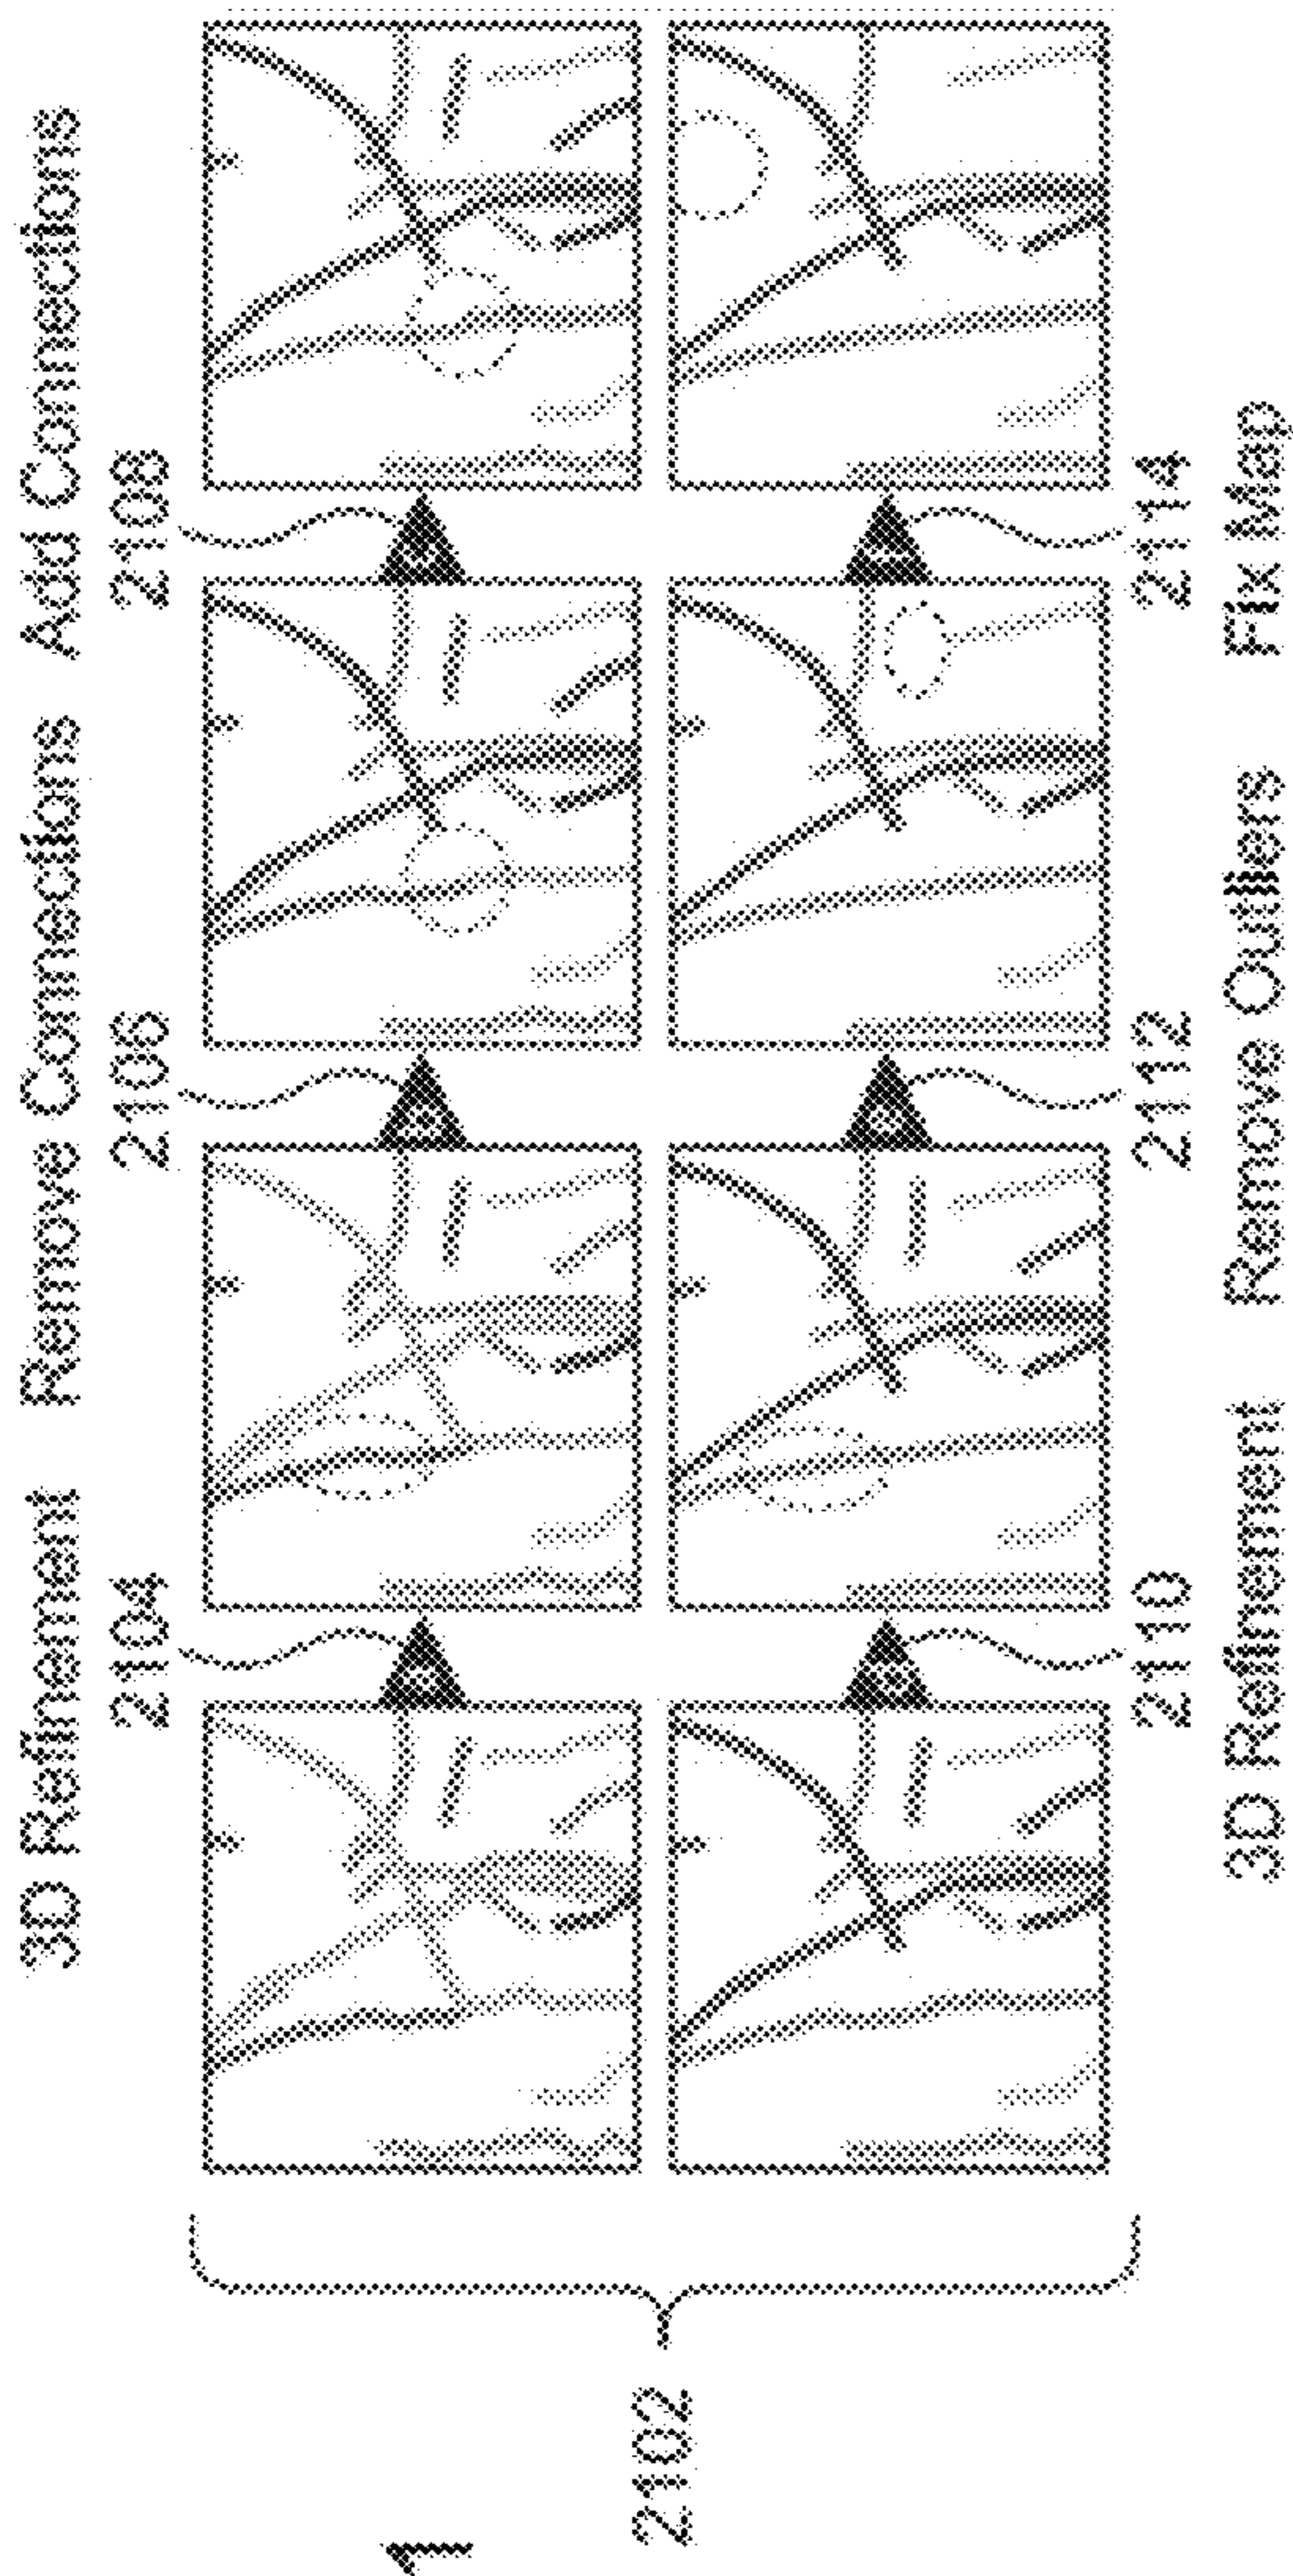 3D Refinement Remove Connections Add Connections
2104 2106 2108
2102
2110 2112 2114
3D Refinement Remove Outliers Fix Map
1